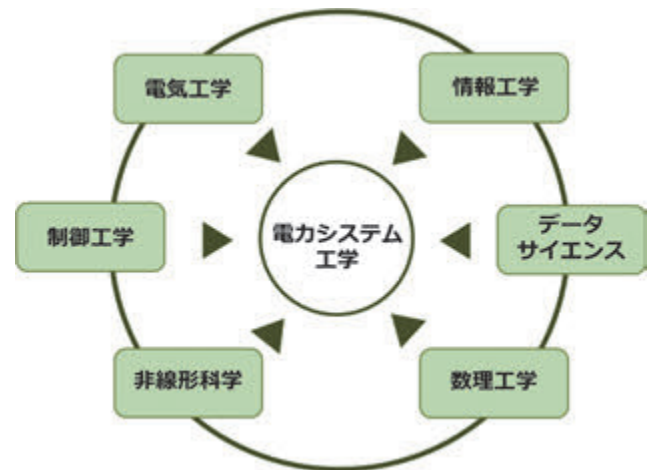 電気工学
情報工学
制御工学
電力システム
工学
データ
サイエンス
非線形科学
数理工学